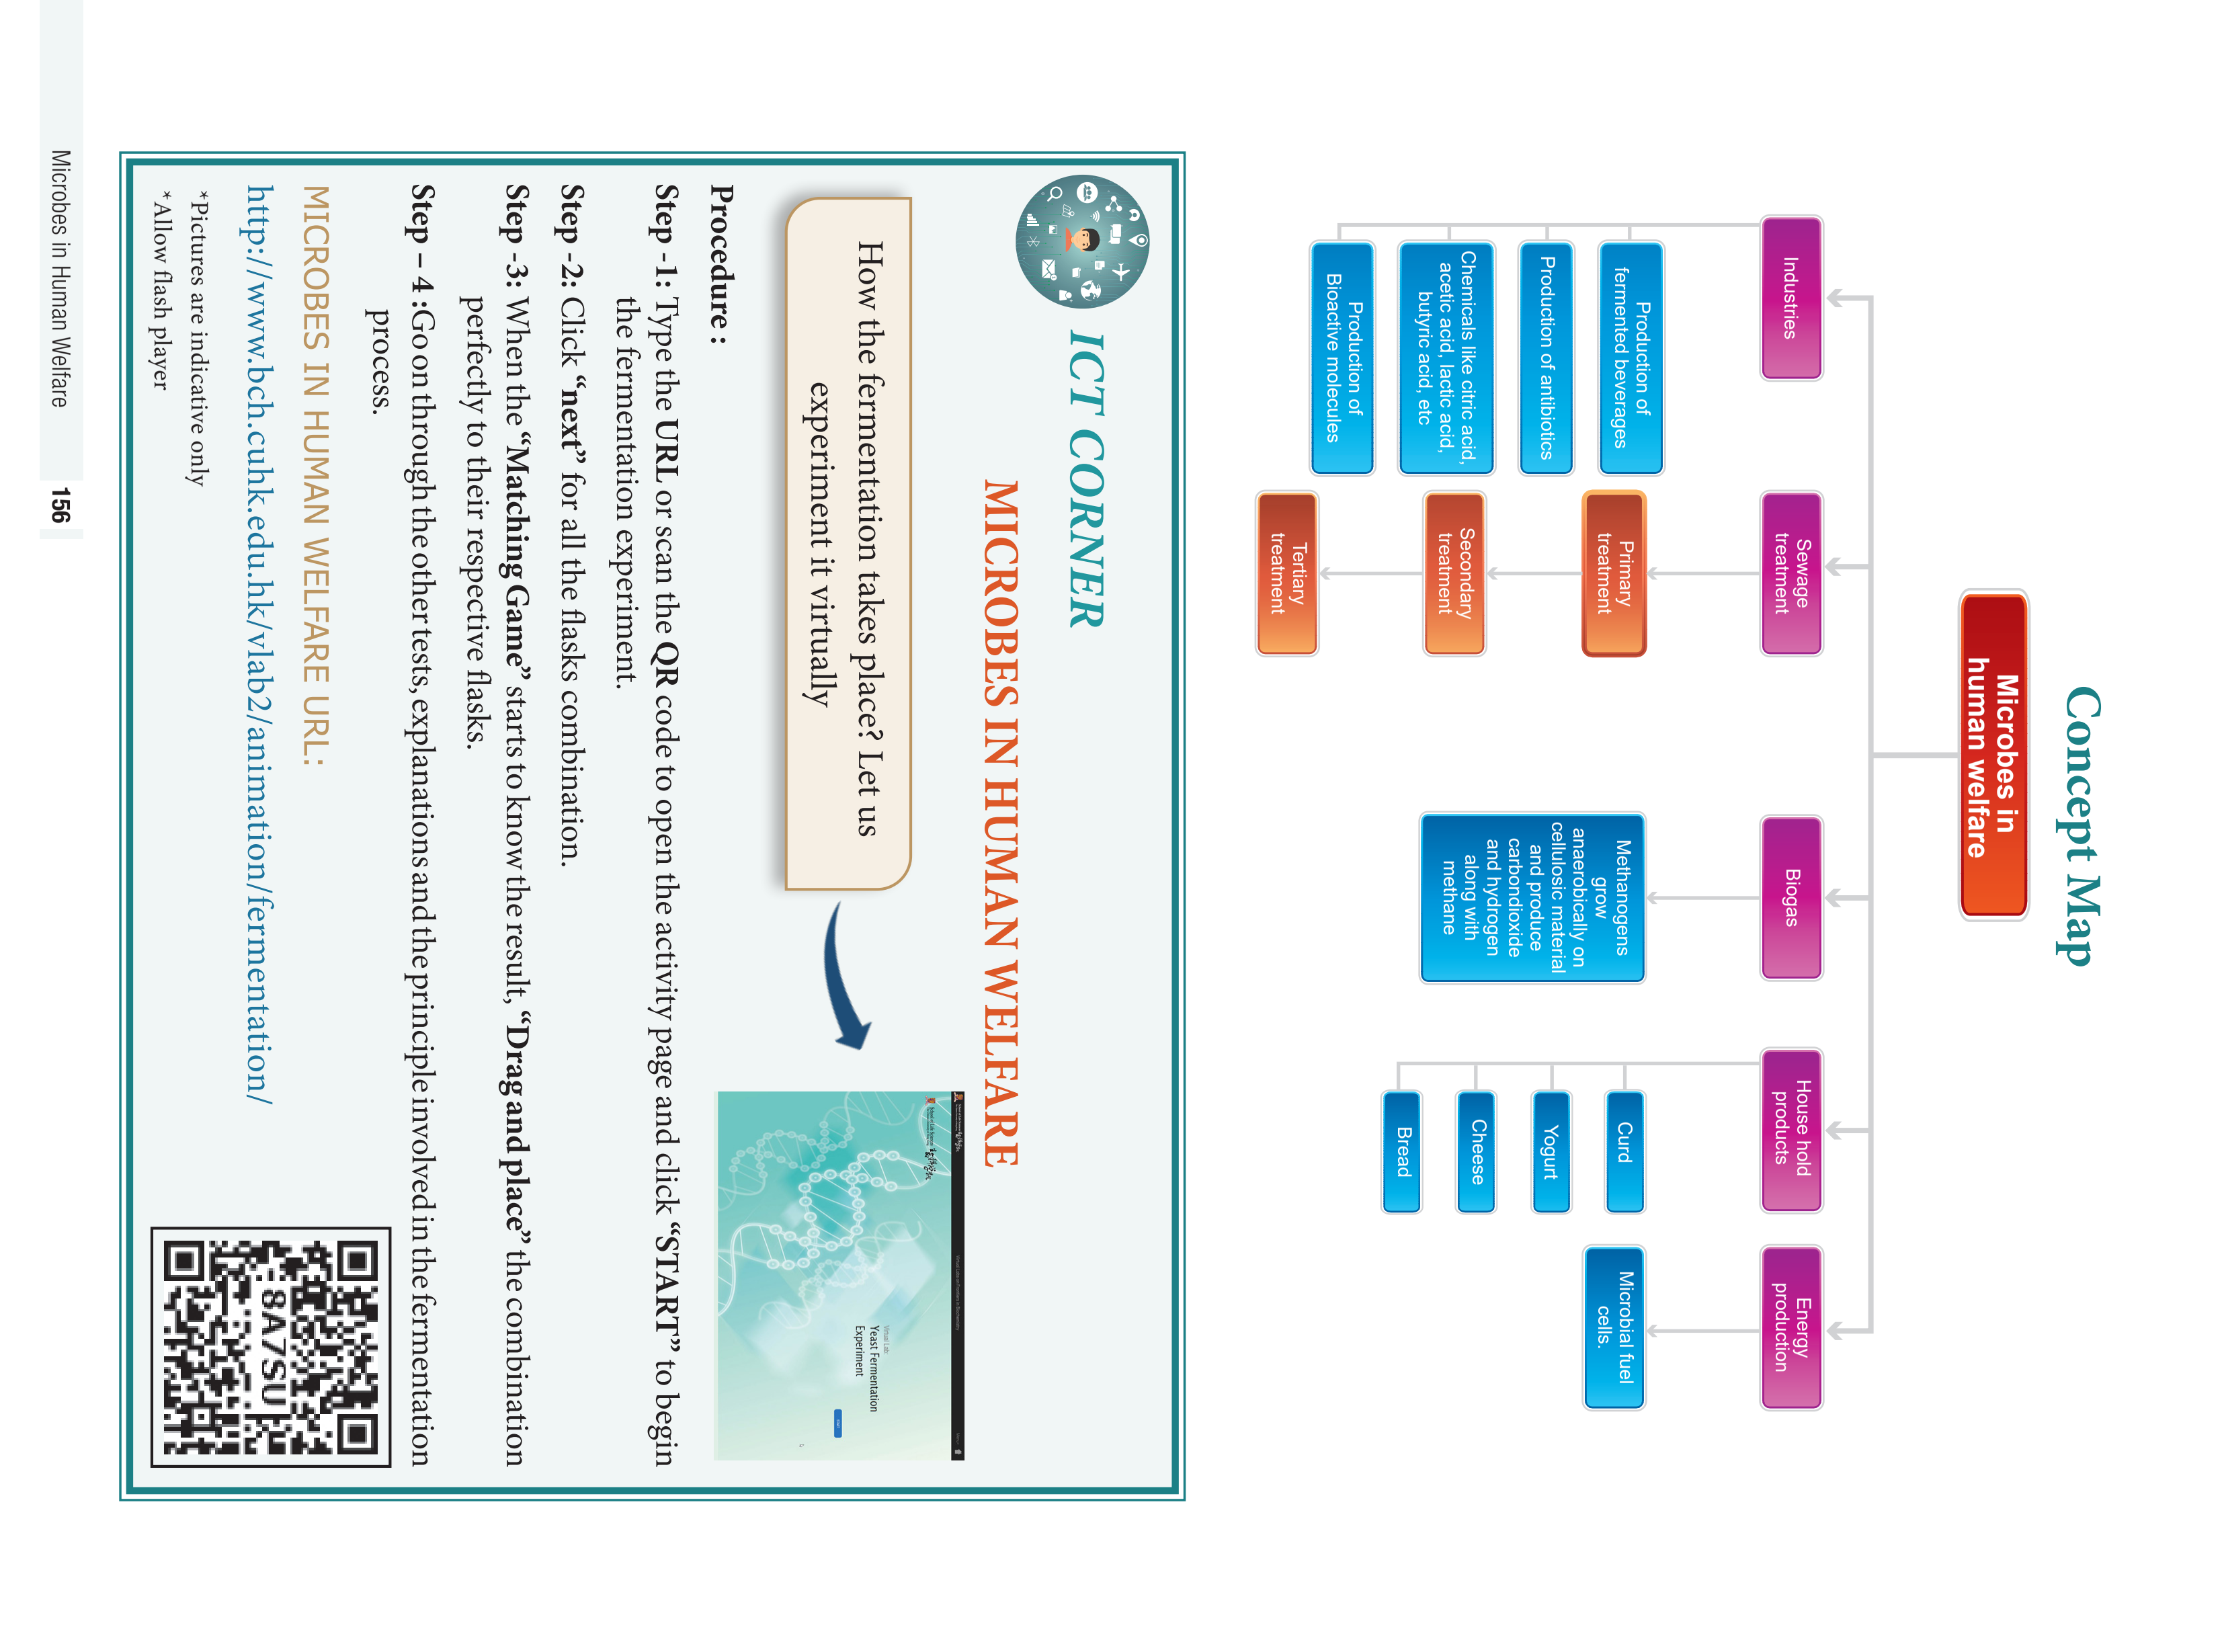 Concept Map
Microbes in
human welfare
Industries
Production of
fermented beverages
Production of antibiotics
Chemicals like citric acid,
acetic acid, lactic acid,
butyric acid, etc
Production of
Bioactive molecules
Sewage
treatment
Primary
treatment
Secondary
treatment
Tertiary
treatment
Biogas
Methanogens
grow
anaerobically on
cellulosic material
and produce
carbondioxide
and hydrogen
along with
methane
House hold
products
Curd
Yogurt
Cheese
Bread
Energy
production
Microbial fuel
cells.
ICT CORNER
MICROBES IN HUMAN WELFARE
How the fermentation takes place? Let us
experiment it virtually
Virtual Lab
Yeast Fermentation
Experiment
Procedure :
Step -1: Type the URL or scan the QR code to open the activity page and click “START” to begin
the fermentation experiment.
Step -2: Click “next” for all the flasks combination.
Step -3: When the “Matching Game” starts to know the result, “Drag and place” the combination
perfectly to their respective flasks.
Step – 4 :Go on through the other tests, explanations and the principle involved in the fermentation
process.
MICROBES IN HUMAN WELFARE URL:
http://www.bch.cuhk.edu.hk/vlab2/animation/fermentation/
*Pictures are indicative only
*Allow flash player
8A7SU
Microbes in Human Welfare
156